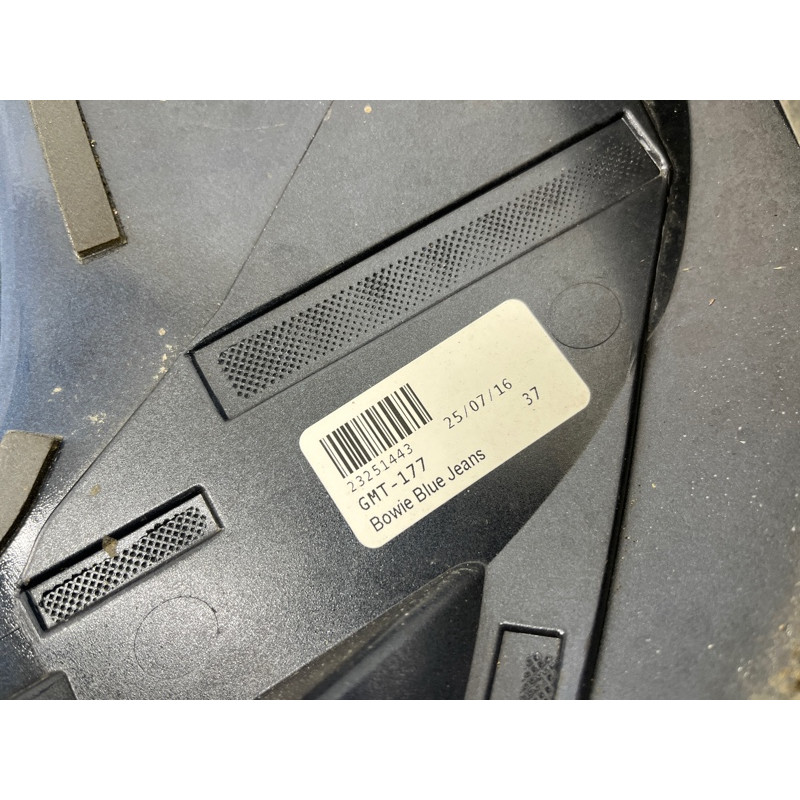 25/07/16
37
23251443
GMT-177
Bowie Blue Jeans